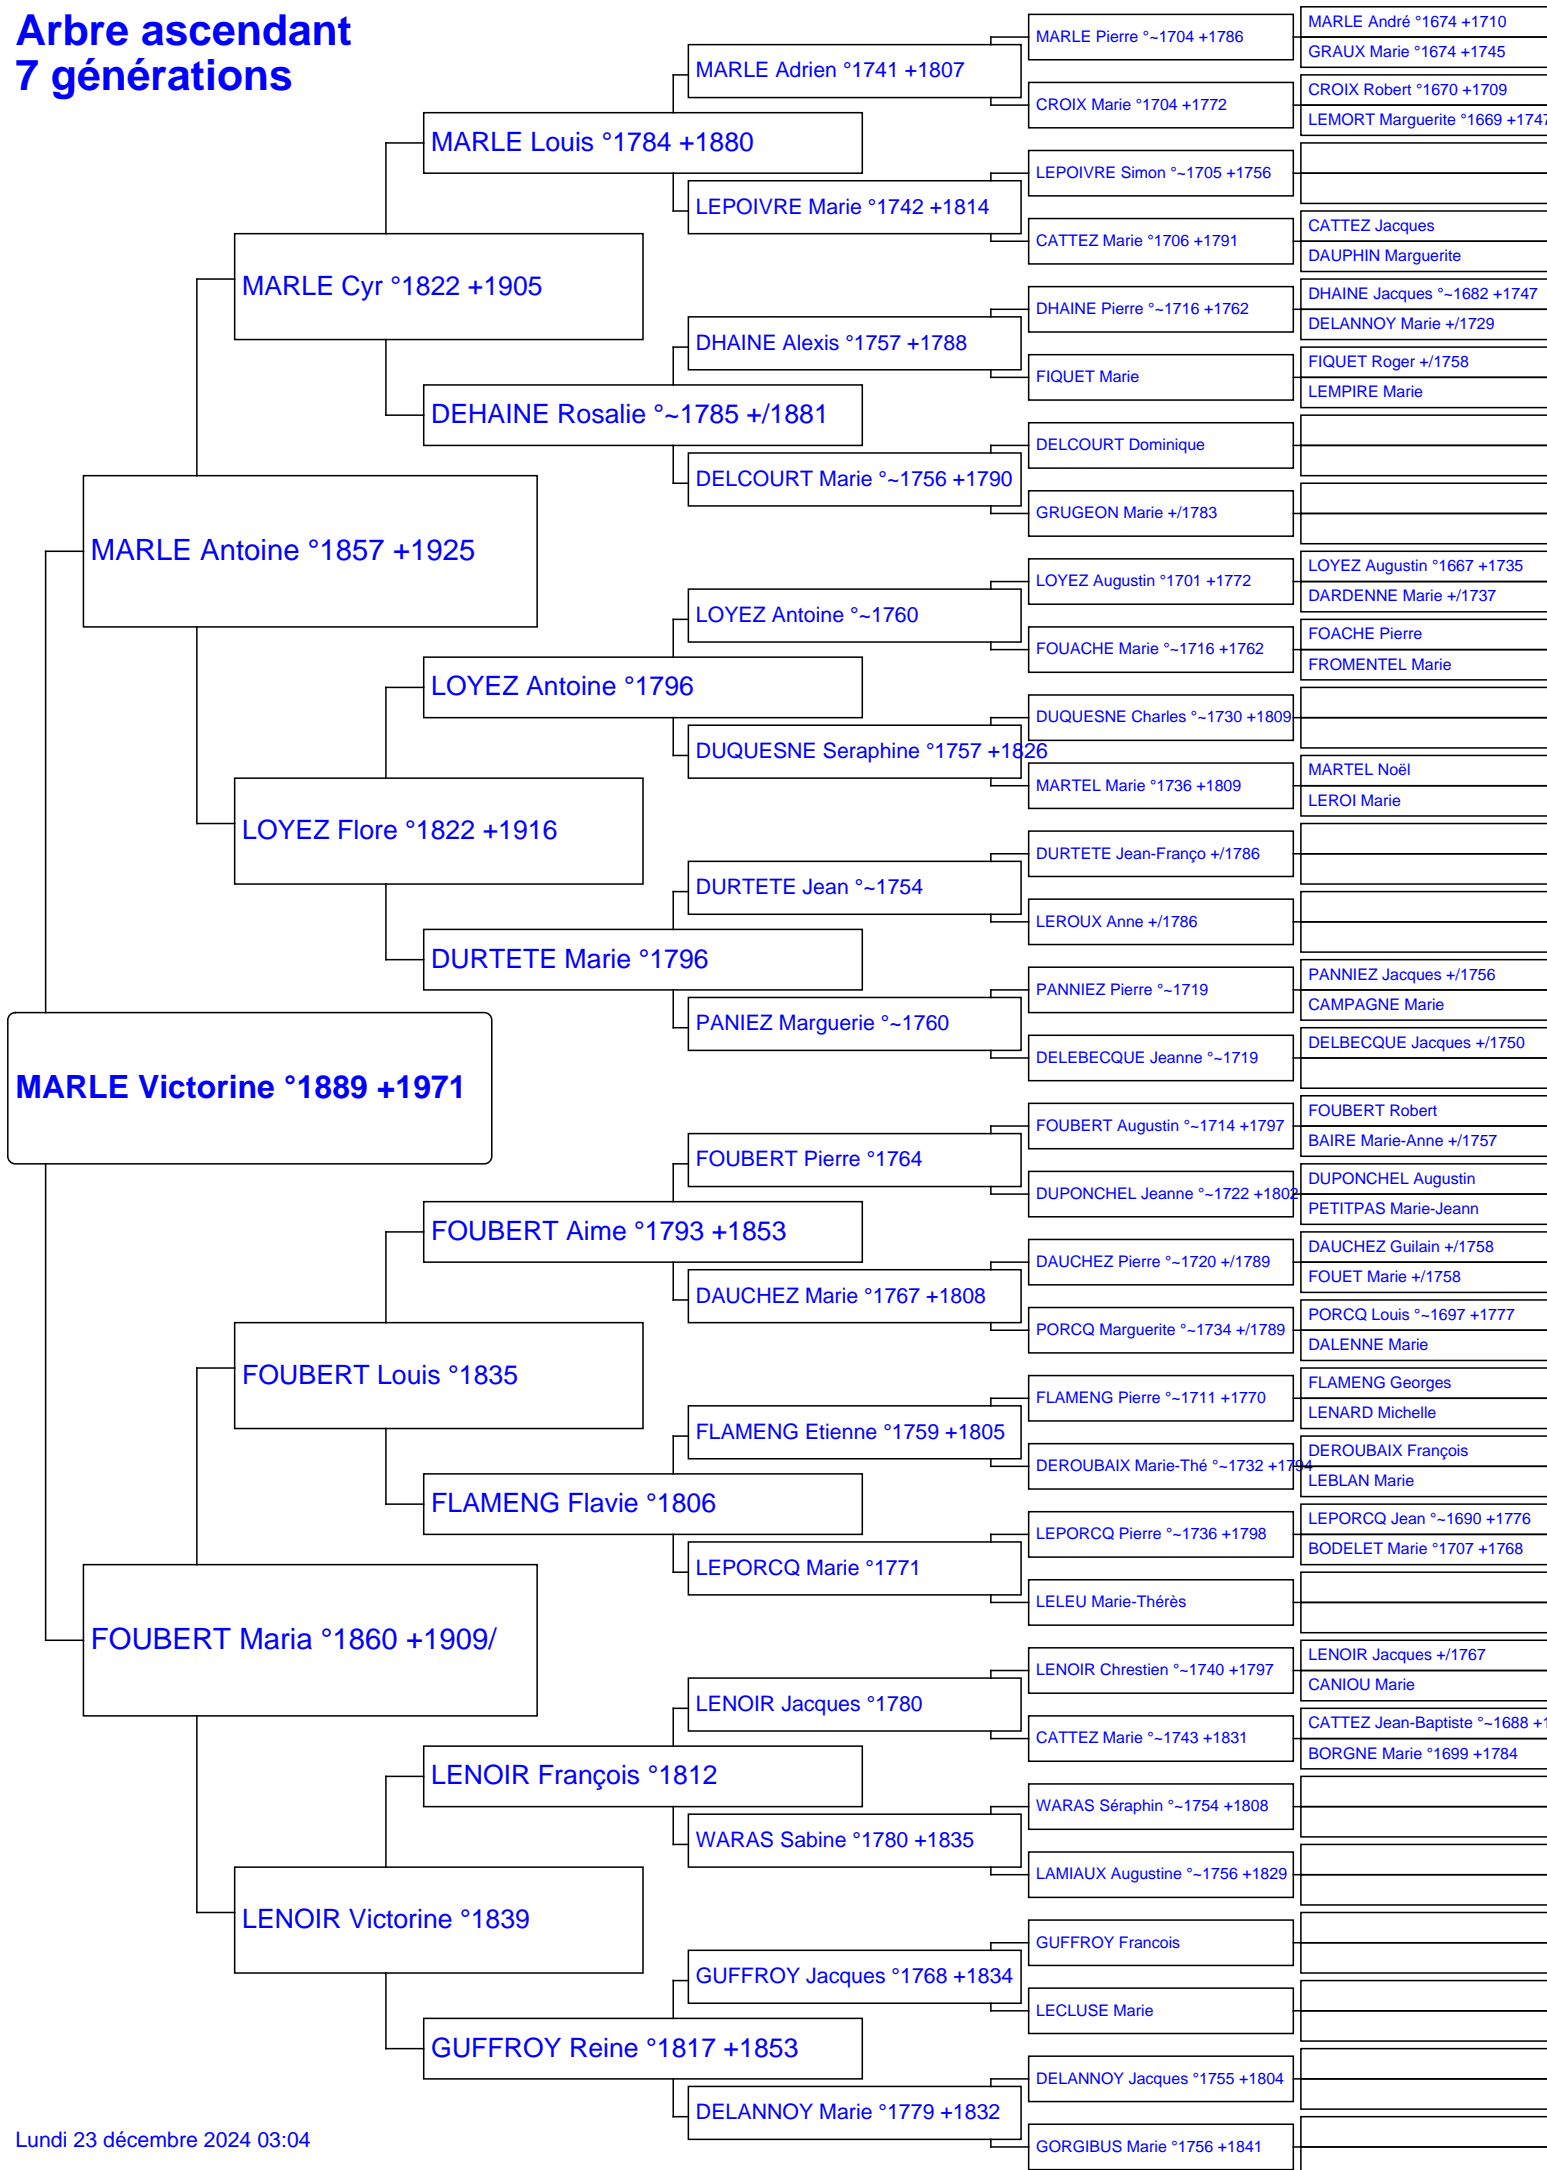 Arbre ascendant
7 générations
MARLE Victorine °1889 +1971
MARLE Antoine °1857 +1925
FOUBERT Maria °1860 +1909/
MARLE Cyr °1822 +1905
LOYEZ Flore °1822 +1916
FOUBERT Louis °1835
LENOIR Victorine °1839
MARLE Louis °1784 +1880
DEHAINE Rosalie °~1785 +/1881
LOYEZ Antoine °1796
DURTETE Marie °1796
FOUBERT Aime °1793 +1853
FLAMENG Flavie °1806
LENOIR François °1812
GUFFROY Reine °1817 +1853
MARLE Adrien °1741 +1807
LEPOIVRE Marie °1742 +1814
DHAINE Alexis °1757 +1788
DELCOURT Marie °~1756 +1790
LOYEZ Antoine °~1760
DUQUESNE Seraphine °1757 +1826
DURTETE Jean °~1754
PANIEZ Marguerie °~1760
FOUBERT Pierre °1764
DAUCHEZ Marie °1767 +1808
FLAMENG Etienne °1759 +1805
LEPORCQ Marie °1771
LENOIR Jacques °1780
WARAS Sabine °1780 +1835
GUFFROY Jacques °1768 +1834
DELANNOY Marie °1779 +1832
MARLE Pierre °~1704 +1786
CROIX Marie °1704 +1772
LEPOIVRE Simon °~1705 +1756
CATTEZ Marie °1706 +1791
DHAINE Pierre °~1716 +1762
FIQUET Marie
DELCOURT Dominique
GRUGEON Marie +/1783
LOYEZ Augustin °1701 +1772
FOUACHE Marie °~1716 +1762
DUQUESNE Charles °~1730 +1809
MARTEL Marie °1736 +1809
DURTETE Jean-Franço +/1786
LEROUX Anne +/1786
PANNIEZ Pierre °~1719
DELEBECQUE Jeanne °~1719
FOUBERT Augustin °~1714 +1797
DUPONCHEL Jeanne °~1722 +1802
DAUCHEZ Pierre °~1720 +/1789
PORCQ Marguerite °~1734 +/1789
FLAMENG Pierre °~1711 +1770
DEROUBAIX Marie-Thé °~1732 +1794
LEPORCQ Pierre °~1736 +1798
LELEU Marie-Thérès
LENOIR Chrestien °~1740 +1797
CATTEZ Marie °~1743 +1831
WARAS Séraphin °~1754 +1808
LAMIAUX Augustine °~1756 +1829
GUFFROY Francois
LECLUSE Marie
DELANNOY Jacques °1755 +1804
GORGIBUS Marie °1756 +1841
MARLE André °1674 +1710
GRAUX Marie °1674 +1745
CROIX Robert °1670 +1709
LEMORT Marguerite °1669 +1747
CATTEZ Jacques
DAUPHIN Marguerite
DHAINE Jacques °~1682 +1747
DELANNOY Marie +/1729
FIQUET Roger +/1758
LEMPIRE Marie
LOYEZ Augustin °1667 +1735
DARDENNE Marie +/1737
FOACHE Pierre
FROMENTEL Marie
MARTEL Noël
LEROI Marie
PANNIEZ Jacques +/1756
CAMPAGNE Marie
DELBECQUE Jacques +/1750
FOUBERT Robert
BAIRE Marie-Anne +/1757
DUPONCHEL Augustin
PETITPAS Marie-Jeann
DAUCHEZ Guilain +/1758
FOUET Marie +/1758
PORCQ Louis °~1697 +1777
DALENNE Marie
FLAMENG Georges
LENARD Michelle
DEROUBAIX François
LEBLAN Marie
LEPORCQ Jean °~1690 +1776
BODELET Marie °1707 +1768
LENOIR Jacques +/1767
CANIOU Marie
CATTEZ Jean-Baptiste °~1688
BORGNE Marie °1699 +1784
Lundi 23 décembre 2024 03:04